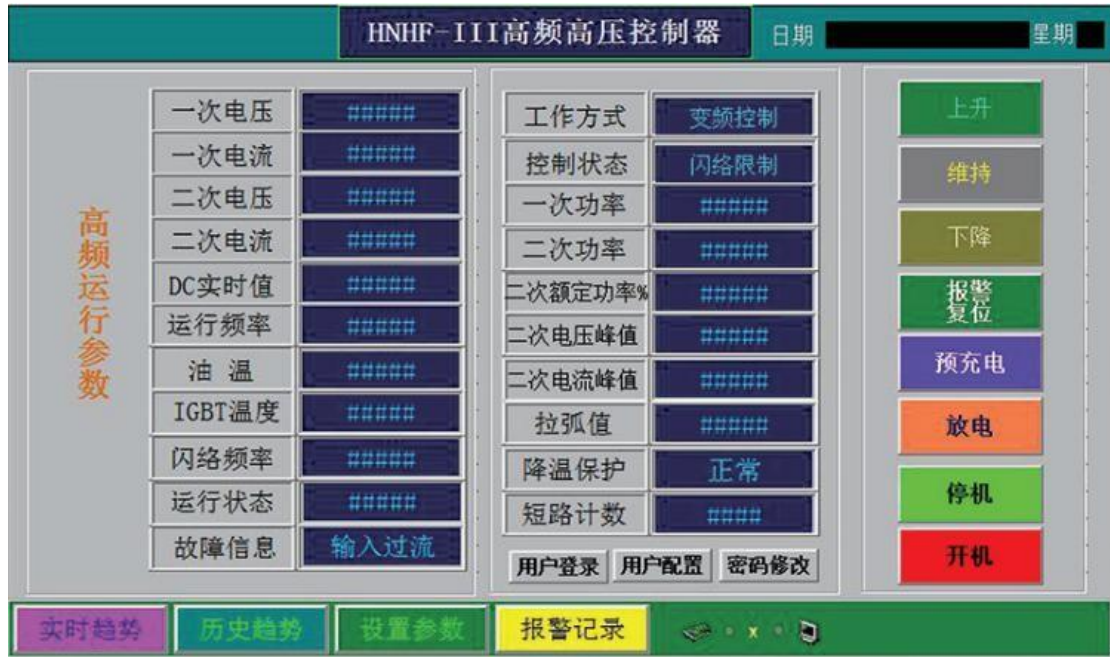 HNHF-III高频高压控制器
日期
星期
高频运行参数
一次电压 #####
一次电流 #####
二次电压 #####
二次电流 #####
DC实时值 #####
运行频率 #####
油 温 #####
IGBT温度 #####
闪络频率 #####
运行状态 #####
故障信息 输入过流
工作方式 变频控制
控制状态 闪络限制
一次功率 #####
二次功率 #####
二次额定功率% #####
二次电压峰值 #####
二次电流峰值 #####
拉弧值 #####
降温保护 正常
短路计数 ####
用户登录 用户配置 密码修改
上升
维持
下降
报警
复位
预充电
放电
停机
开机
实时趋势 历史趋势 设置参数 报警记录